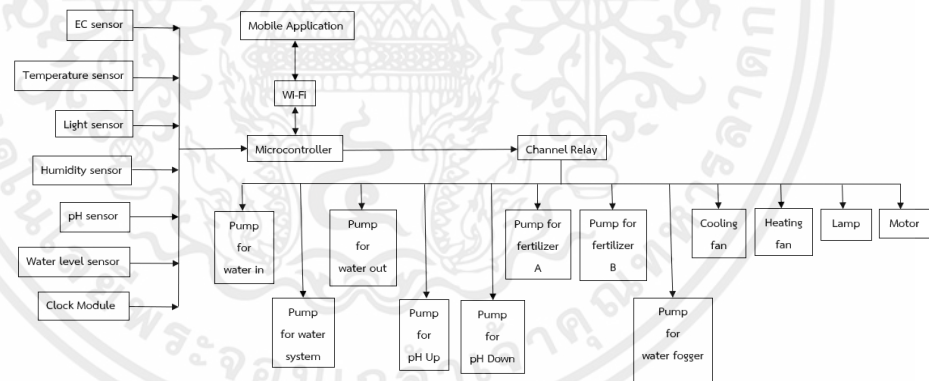 EC sensor
Temperature sensor
Light sensor
Humidity sensor
pH sensor
Water level sensor
Clock Module
Mobile Application
Wi-Fi
Microcontroller
Channel Relay
Pump
for
water in
Pump
for water
system
Pump
for
water out
Pump
for
pH Up
Pump
for
pH Down
Pump for
fertilizer
A
Pump for
fertilizer
B
Pump
for
water fogger
Cooling
fan
Heating
fan
Lamp
Motor